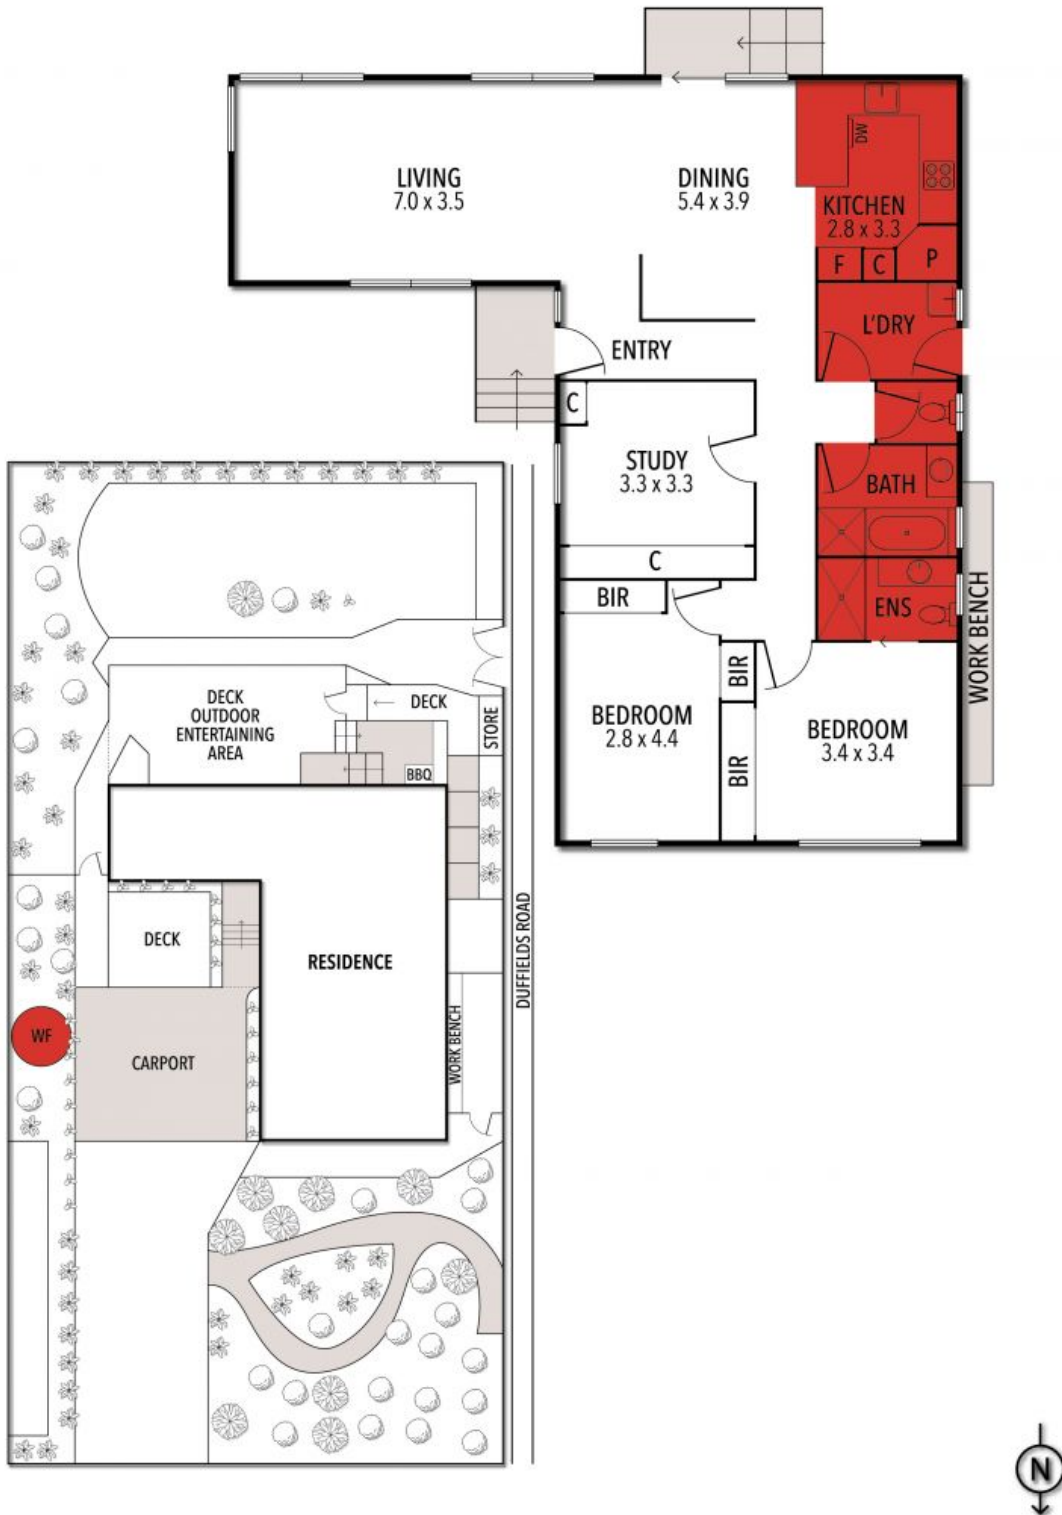 LIVING
7.0 x 3.5
DINING
5.4 x 3.9
DW
KITCHEN
2.8 x 3.3
F
C
P
L'DRY
ENTRY
C
STUDY
3.3 x 3.3
BATH
C
BIR
ENS
WORK BENCH
BIR
BEDROOM
2.8 x 4.4
BEDROOM
3.4 x 3.4
BIR
DECK
OUTDOOR
ENTERTAINING
AREA
DECK
STORE
BBQ
DECK
RESIDENCE
DUFFIELDS ROAD
WF
CARPORT
WORK BENCH
N